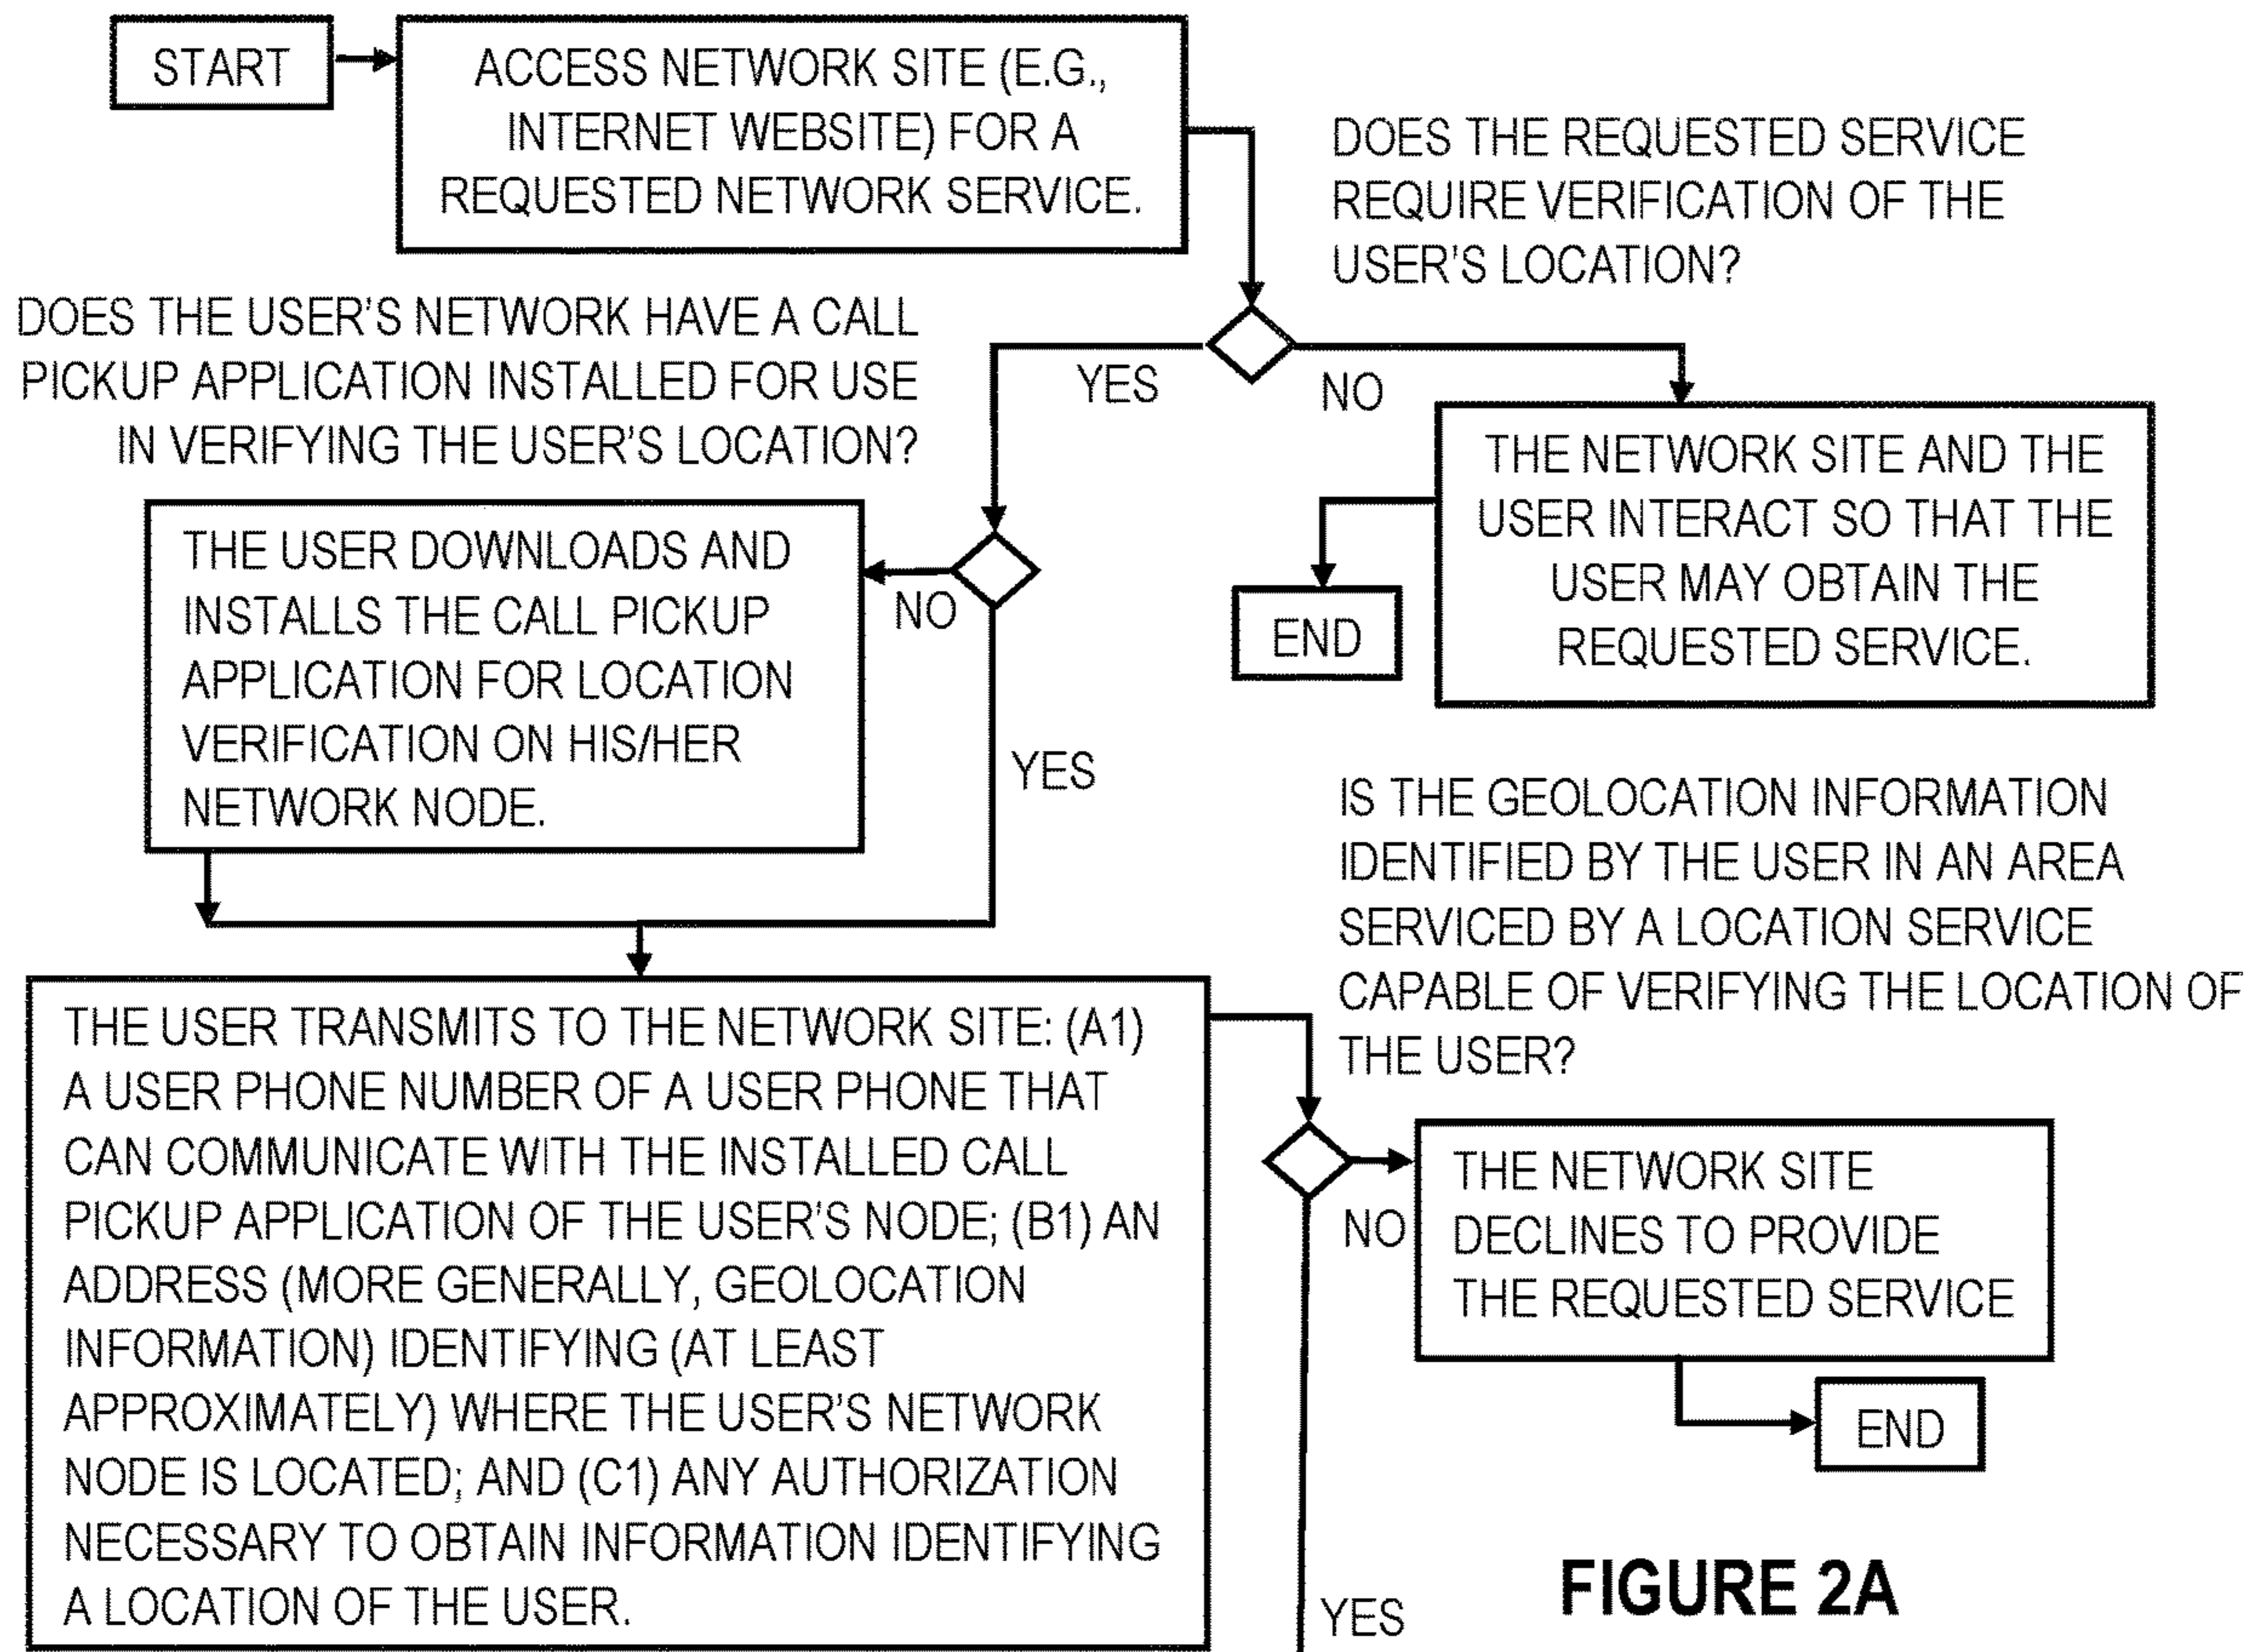 START
ACCESS NETWORK SITE (E.G.,
INTERNET WEBSITE) FOR A
REQUESTED NETWORK SERVICE.
DOES THE REQUESTED SERVICE
REQUIRE VERIFICATION OF THE
USER'S LOCATION?
DOES THE USER'S NETWORK HAVE A CALL
PICKUP APPLICATION INSTALLED FOR USE
IN VERIFYING THE USER'S LOCATION?
YES
NO
THE NETWORK SITE AND THE
USER INTERACT SO THAT THE
USER MAY OBTAIN THE
REQUESTED SERVICE.
END
THE USER DOWNLOADS AND
INSTALLS THE CALL PICKUP
APPLICATION FOR LOCATION
VERIFICATION ON HIS/HER
NETWORK NODE.
NO
YES
IS THE GEOLOCATION INFORMATION
IDENTIFIED BY THE USER IN AN AREA
SERVICED BY A LOCATION SERVICE
CAPABLE OF VERIFYING THE LOCATION OF
THE USER?
THE USER TRANSMITS TO THE NETWORK SITE: (A1)
A USER PHONE NUMBER OF A USER PHONE THAT
CAN COMMUNICATE WITH THE INSTALLED CALL
PICKUP APPLICATION OF THE USER'S NODE; (B1) AN
ADDRESS (MORE GENERALLY, GEOLOCATION
INFORMATION) IDENTIFYING (AT LEAST
APPROXIMATELY) WHERE THE USER'S NETWORK
NODE IS LOCATED; AND (C1) ANY AUTHORIZATION
NECESSARY TO OBTAIN INFORMATION IDENTIFYING
A LOCATION OF THE USER.
NO
THE NETWORK SITE
DECLINES TO PROVIDE
THE REQUESTED SERVICE
END
YES
FIGURE 2A